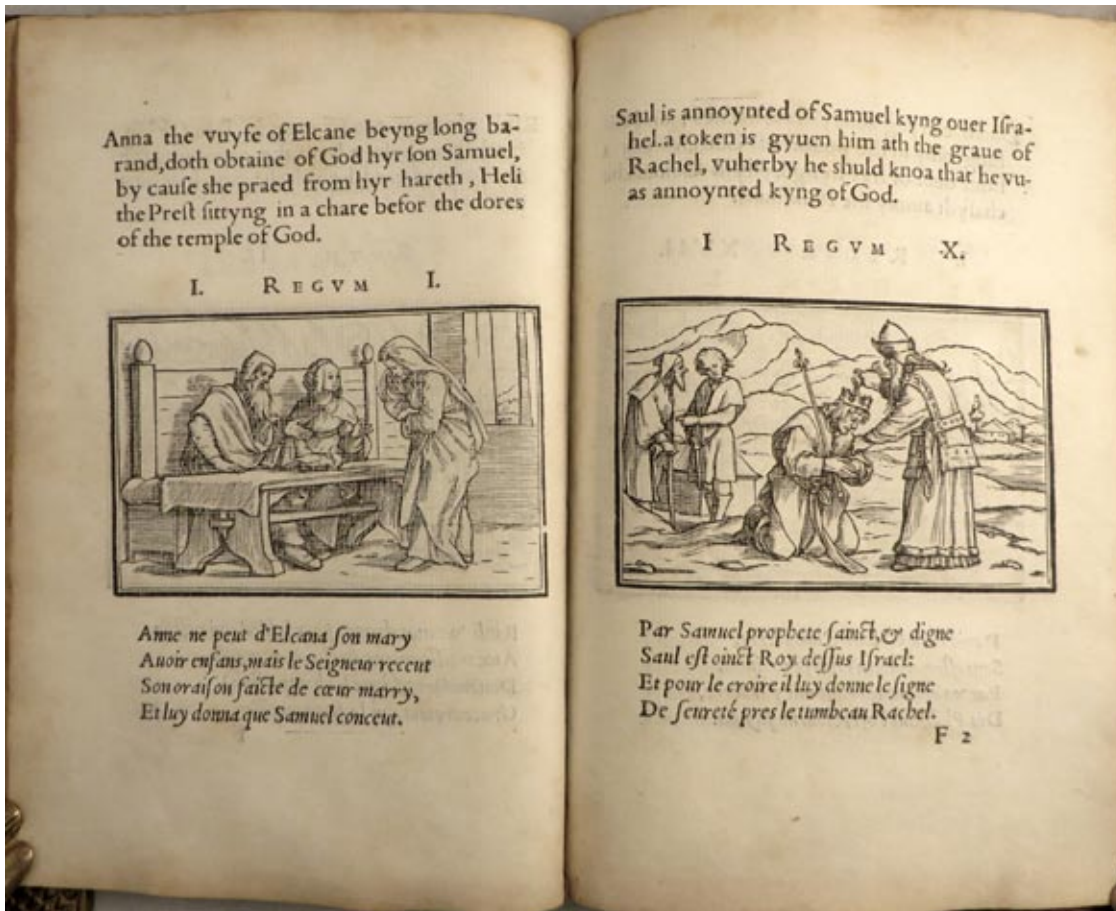 Anna the vuyſe of Elcane beyng long ba-
rand, doth obtaine of God hyr ſon Samuel,
by cauſe she praed from hyr hareth , Heli
the Preſt ſittyng in a chare befor the dores
of the temple of God.
I. REGVM I.
Anne ne peut d'Elcana ſon mary
Auoir enfans, mais le Seigneur receut
Son oraiſon faicte de cœur marry,
Et luy donna que Samuel conceut.
Saul is annoynted of Samuel kyng ouer Iſra-
hel. a token is gyuen him ath the graue of
Rachel, vuherby he shuld knoa that he vu-
as annoynted kyng of God.
I REGVM .X.
Par Samuel prophete ſainct, & digne
Saul eſt oinct Roy deſſus Iſrael:
Et pour le croire il luy donne le ſigne
De ſeureté pres le tumbeau Rachel.
F 2